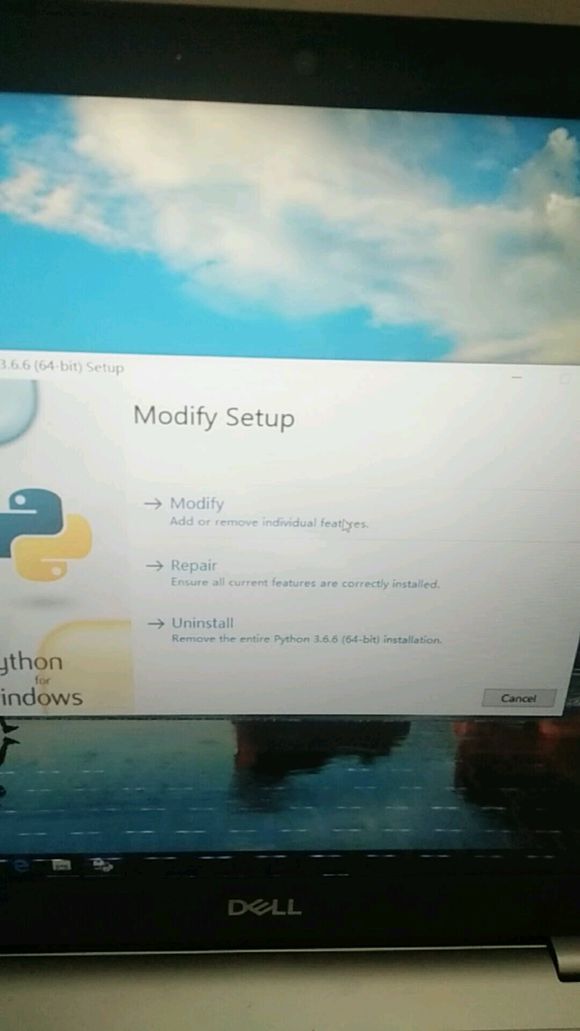 3.6.6 (64-bit) Setup
Modify Setup
Modify
Add or remove individual features.
Repair
Ensure all current features are correctly installed.
Uninstall
Remove the entire Python 3.6.6 (64-bit) installation.
ython
for
indows
Cancel
DELL